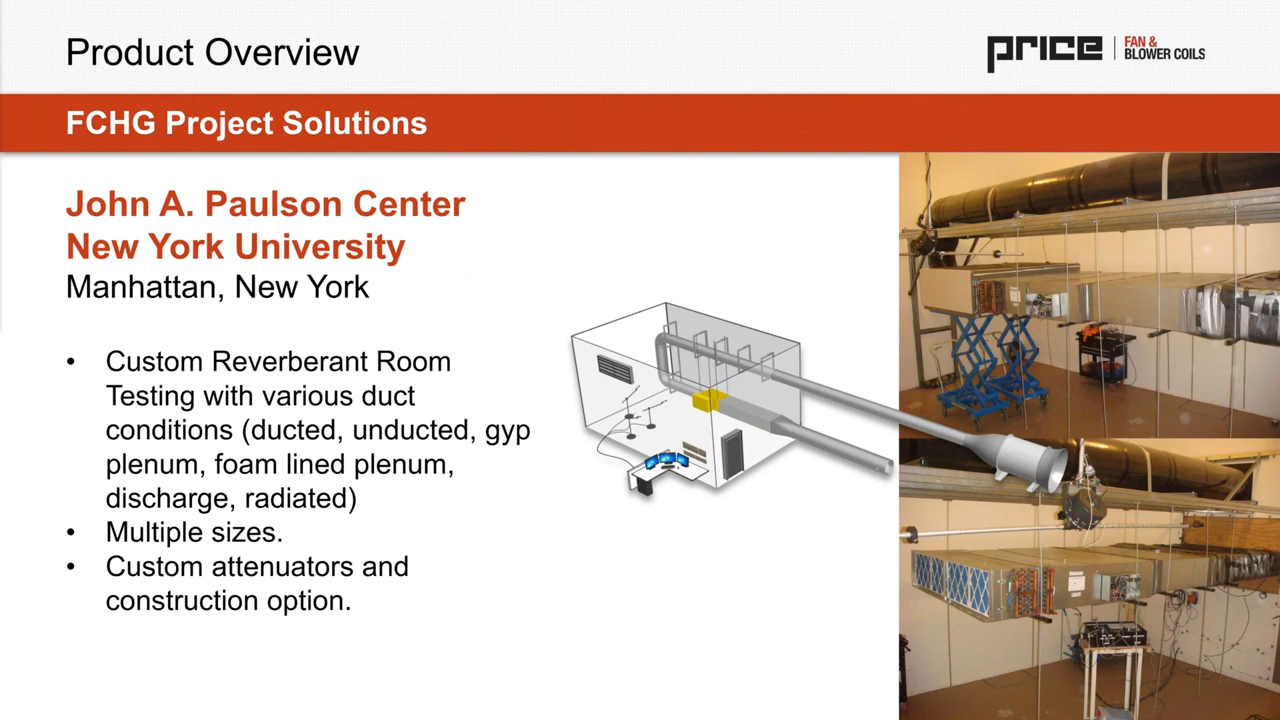 Product Overview
price
FAN &
BLOWER COILS
FCHG Project Solutions
John A. Paulson Center
New York University
Manhattan, New York
• Custom Reverberant Room
Testing with various duct
conditions (ducted, unducted, gyp
plenum, foam lined plenum,
discharge, radiated)
• Multiple sizes.
• Custom attenuators and
construction option.